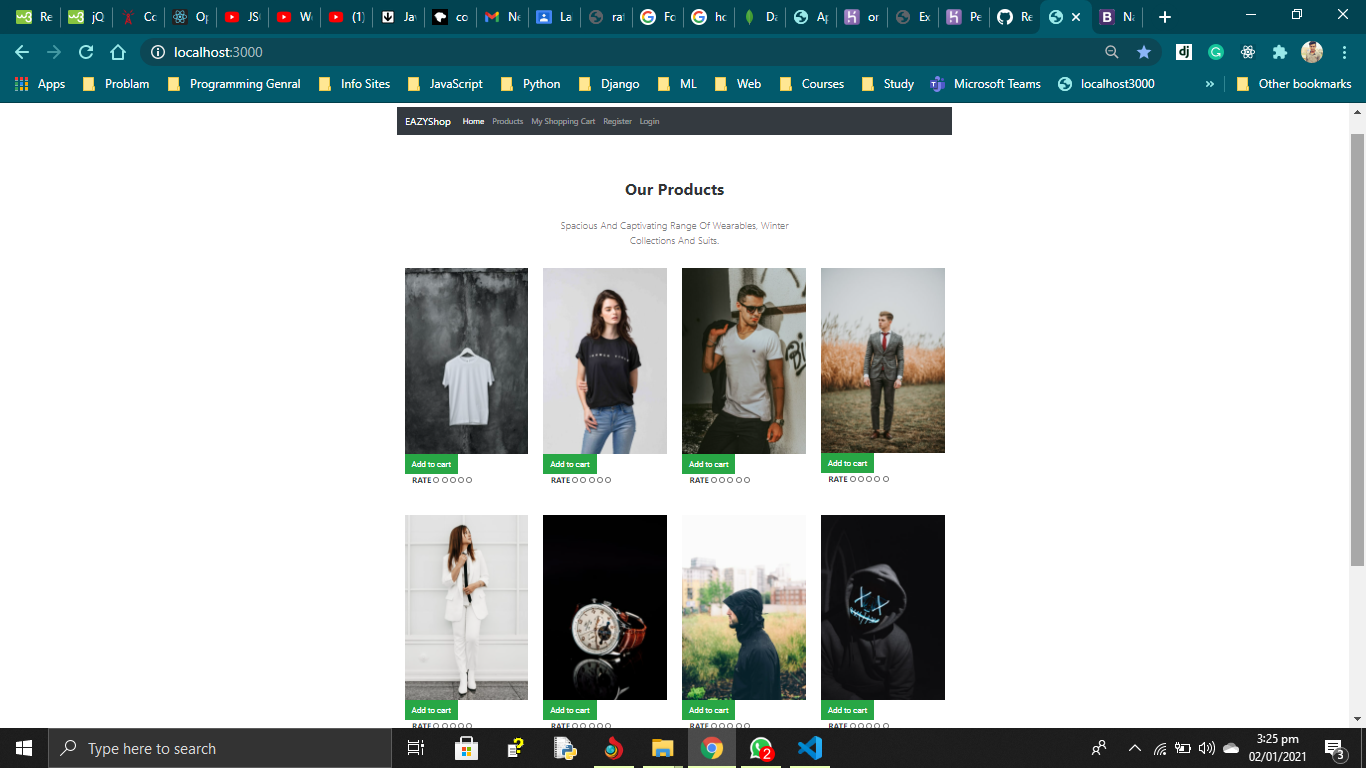 Re
jQ
Cc
O
JS
W
(1)
Ja
co
Ne
La
rat
Fo
ho
Da
Ap
or
Ex
Pe
Re
N
localhost:3000
Apps
Problam
Programming Genral
Info Sites
JavaScript
Python
Django
ML
Web
Courses
Study
Microsoft Teams
localhost3000
»
Other bookmarks
EAZYShop Home Products My Shopping Cart Register Login
Our Products
Spacious And Captivating Range Of Wearables, Winter
Collections And Suits.
Add to cart
RATE
Add to cart
RATE
Add to cart
RATE
Add to cart
RATE
Add to cart
RATE
Add to cart
RATE
Add to cart
RATE
Add to cart
RATE
Type here to search
2
3:25 pm
02/01/2021
3